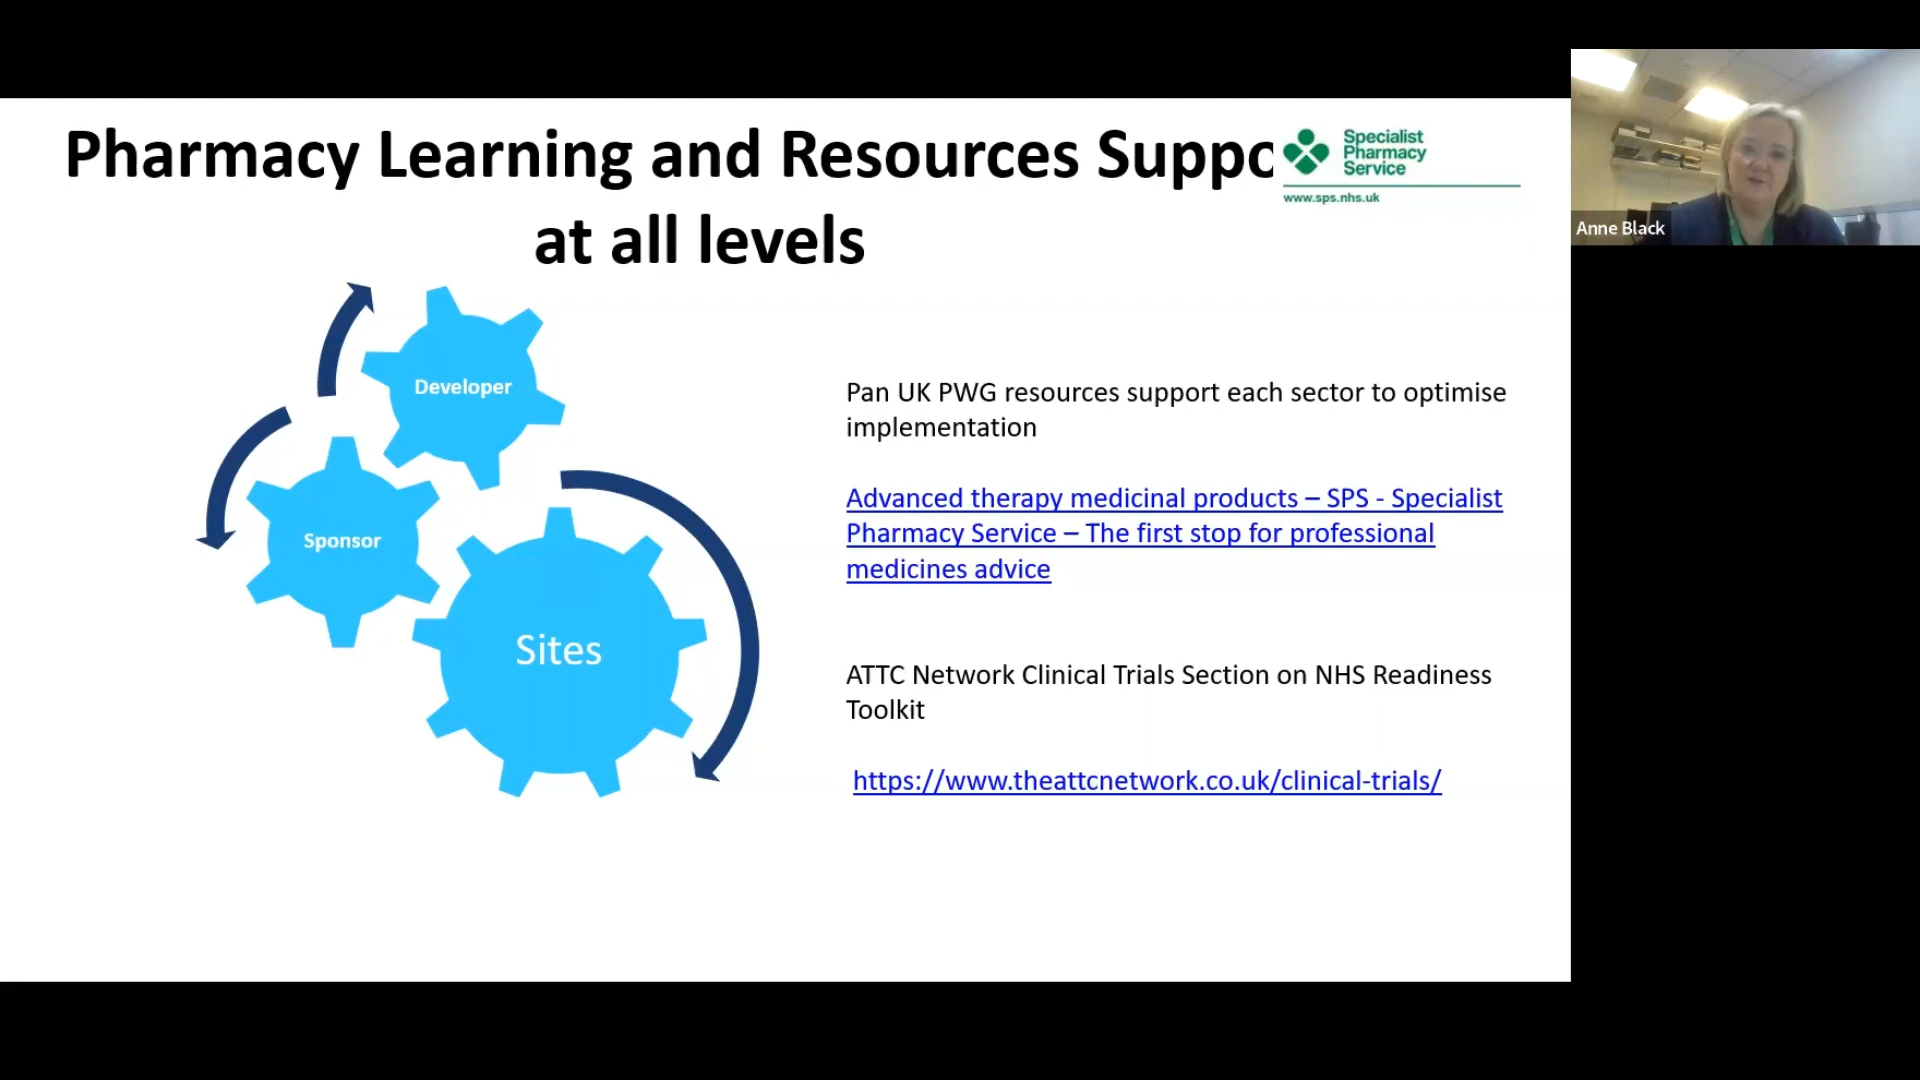 Pharmacy Learning and Resources Suppo
at all levels
Specialist
Pharmacy
Service
www.sps.nhs.uk
Anne Black
Developer
Sponsor
Sites
Pan UK PWG resources support each sector to optimise
implementation
Advanced therapy medicinal products – SPS - Specialist
Pharmacy Service – The first stop for professional
medicines advice
ATTC Network Clinical Trials Section on NHS Readiness
Toolkit
https://www.theattcnetwork.co.uk/clinical-trials/